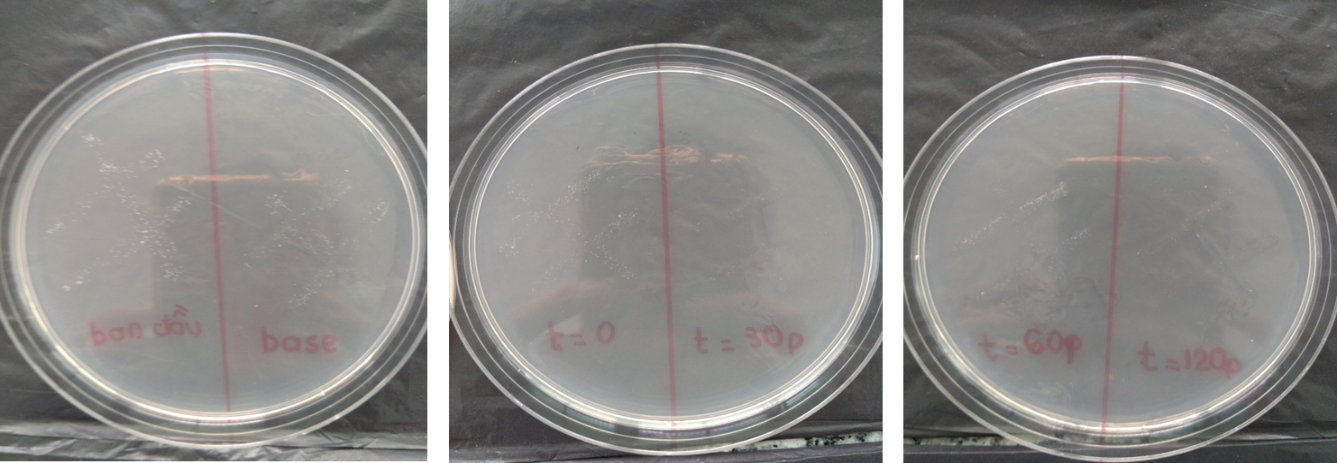 ban đầu
base
t = 0
t = 30p
t = 60p
t = 120p